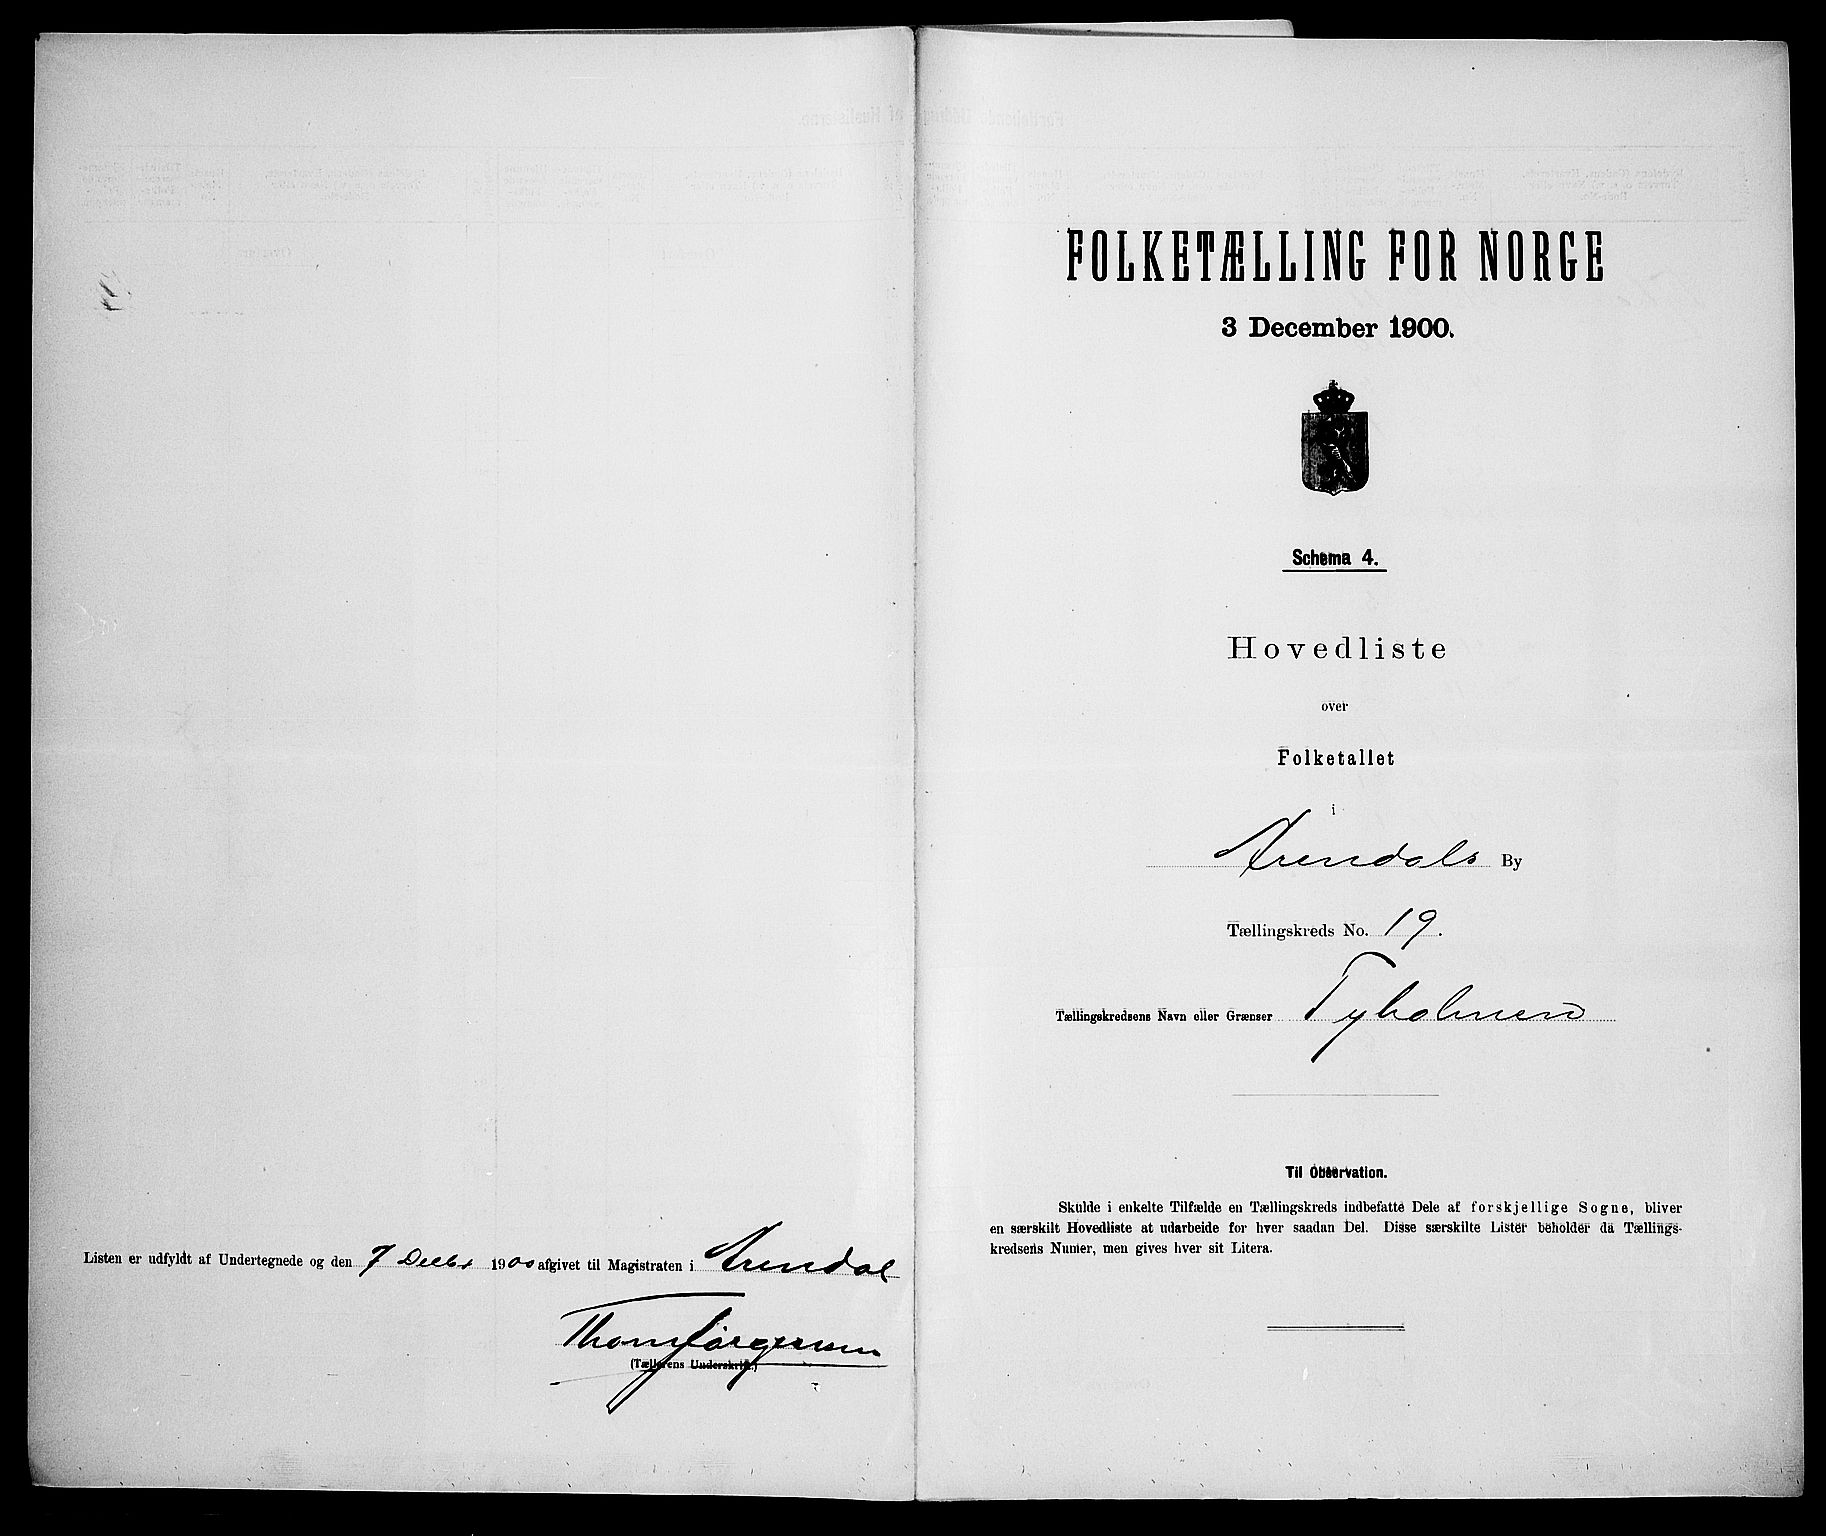 Listen er udfyldt af Undertegnede og den 7 Decbr 1900 afgivet til Magistraten i Arendal
Thom Jørgensen
(Tællerens Underskrift.)
FOLKETÆLLING FOR NORGE
3 December 1900.
Schema 4.
Hovedliste
over
Folketallet
i
Arendals By
Tællingskreds No. 19.
Tællingskredsens Navn eller Grænser Tyholmen
Til Observation.
Skulde i enkelte Tilfælde en Tællingskreds indbefatte Dele af forskjellige Sogne, bliver
en særskilt Hovedliste at udarbeide for hver saadan Del. Disse særskilte Lister beholder da Tællings-
kredsens Numer, men gives hver sit Litera.